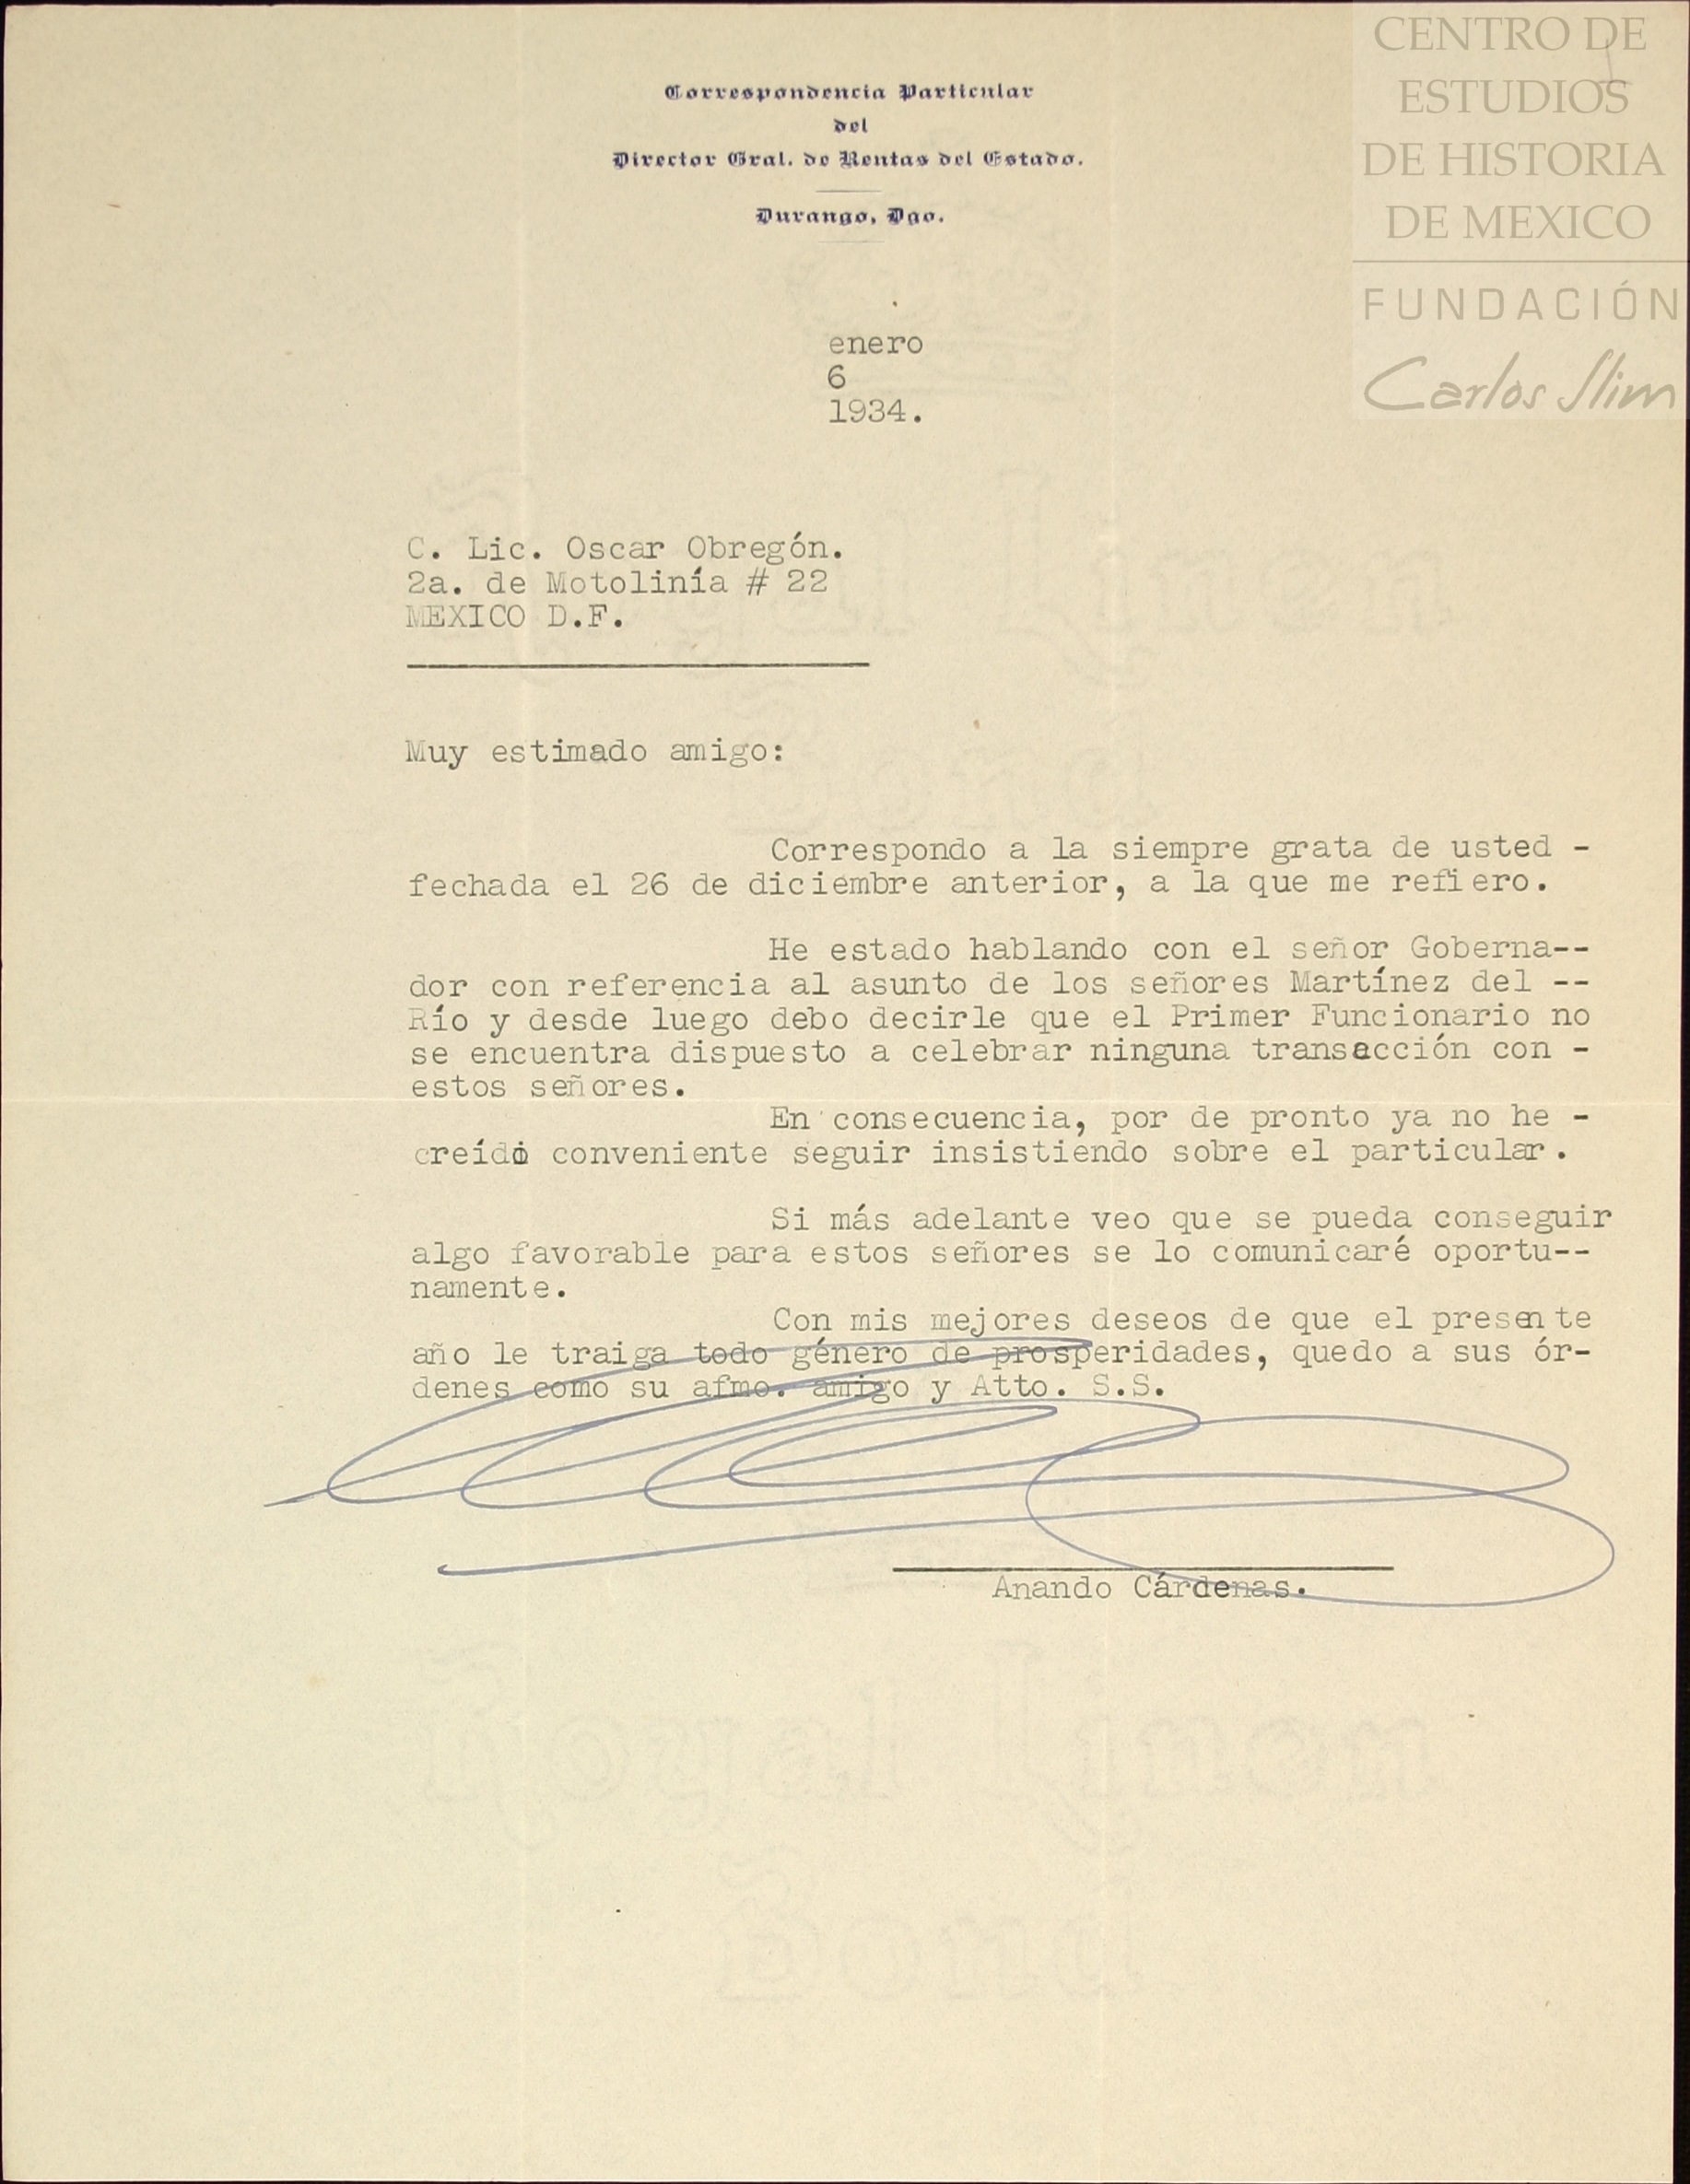 CENTRO DE
ESTUDIOS
DE HISTORIA
DE MEXICO
FUNDACIÓN
Carlos Slim
Correspondencia Particular
del
Director Gral. de Rentas del Estado.
Durango, Dgo.
enero
6
1934.
C. Lic. Oscar Obregón.
2a. de Motolinía # 22
MEXICO D.F.
Muy estimado amigo:
Correspondo a la siempre grata de usted -
fechada el 26 de diciembre anterior, a la que me refiero.
He estado hablando con el señor Goberna--
dor con referencia al asunto de los señores Martínez del --
Río y desde luego debo decirle que el Primer Funcionario no
se encuentra dispuesto a celebrar ninguna transacción con -
estos señores.
En consecuencia, por de pronto ya no he -
creído conveniente seguir insistiendo sobre el particular.
Si más adelante veo que se pueda conseguir
algo favorable para estos señores se lo comunicaré oportu--
namente.
Con mis mejores deseos de que el presente
año le traiga todo género de prosperidades, quedo a sus ór-
denes como su afmo. amigo y Atto. S.S.
Anando Cárdenas.